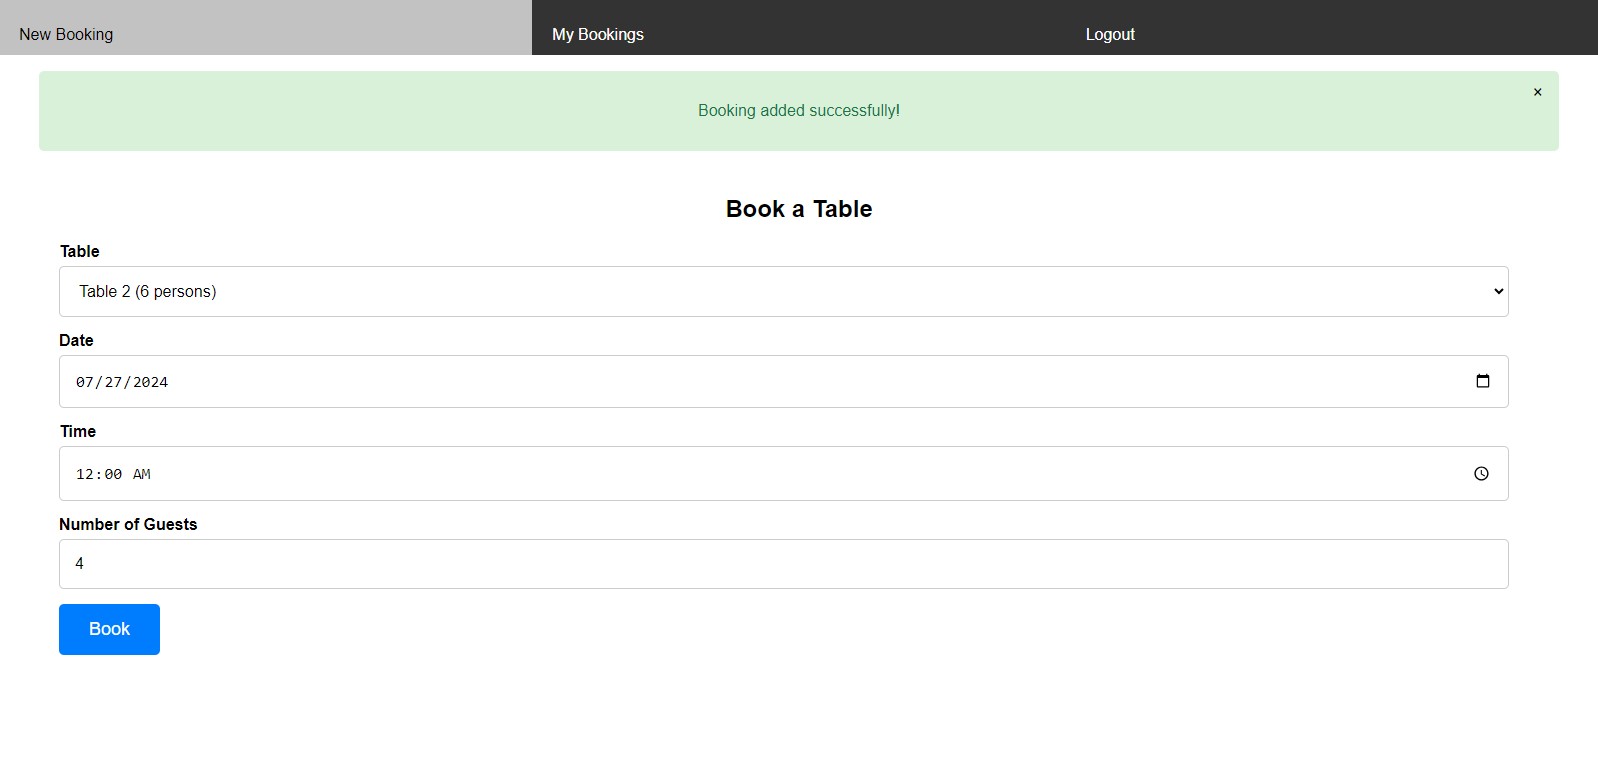 New Booking My Bookings Logout
×
Booking added successfully!
Book a Table
Table
Table 2 (6 persons)
Date
07/27/2024
Time
12:00 AM
Number of Guests
4
Book